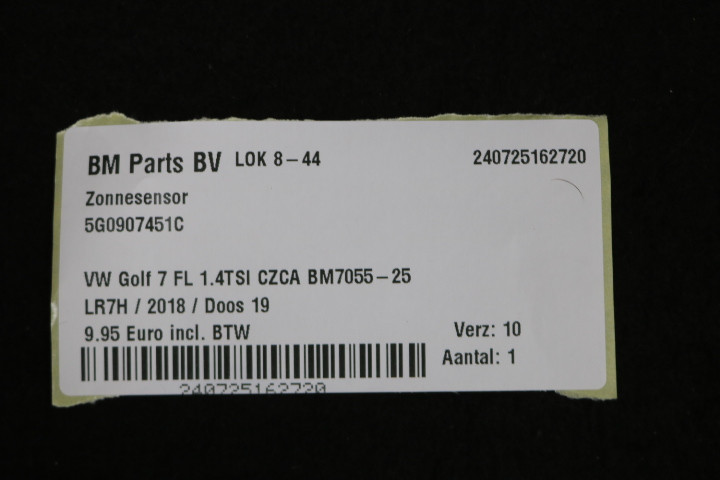 BM Parts BV LOK 8-44 240725162720
Zonnesensor
5G0907451C
VW Golf 7 FL 1.4TSI CZCA BM7055-25
LR7H / 2018 / Doos 19
9.95 Euro incl. BTW Verz: 10
Aantal: 1
240725162720